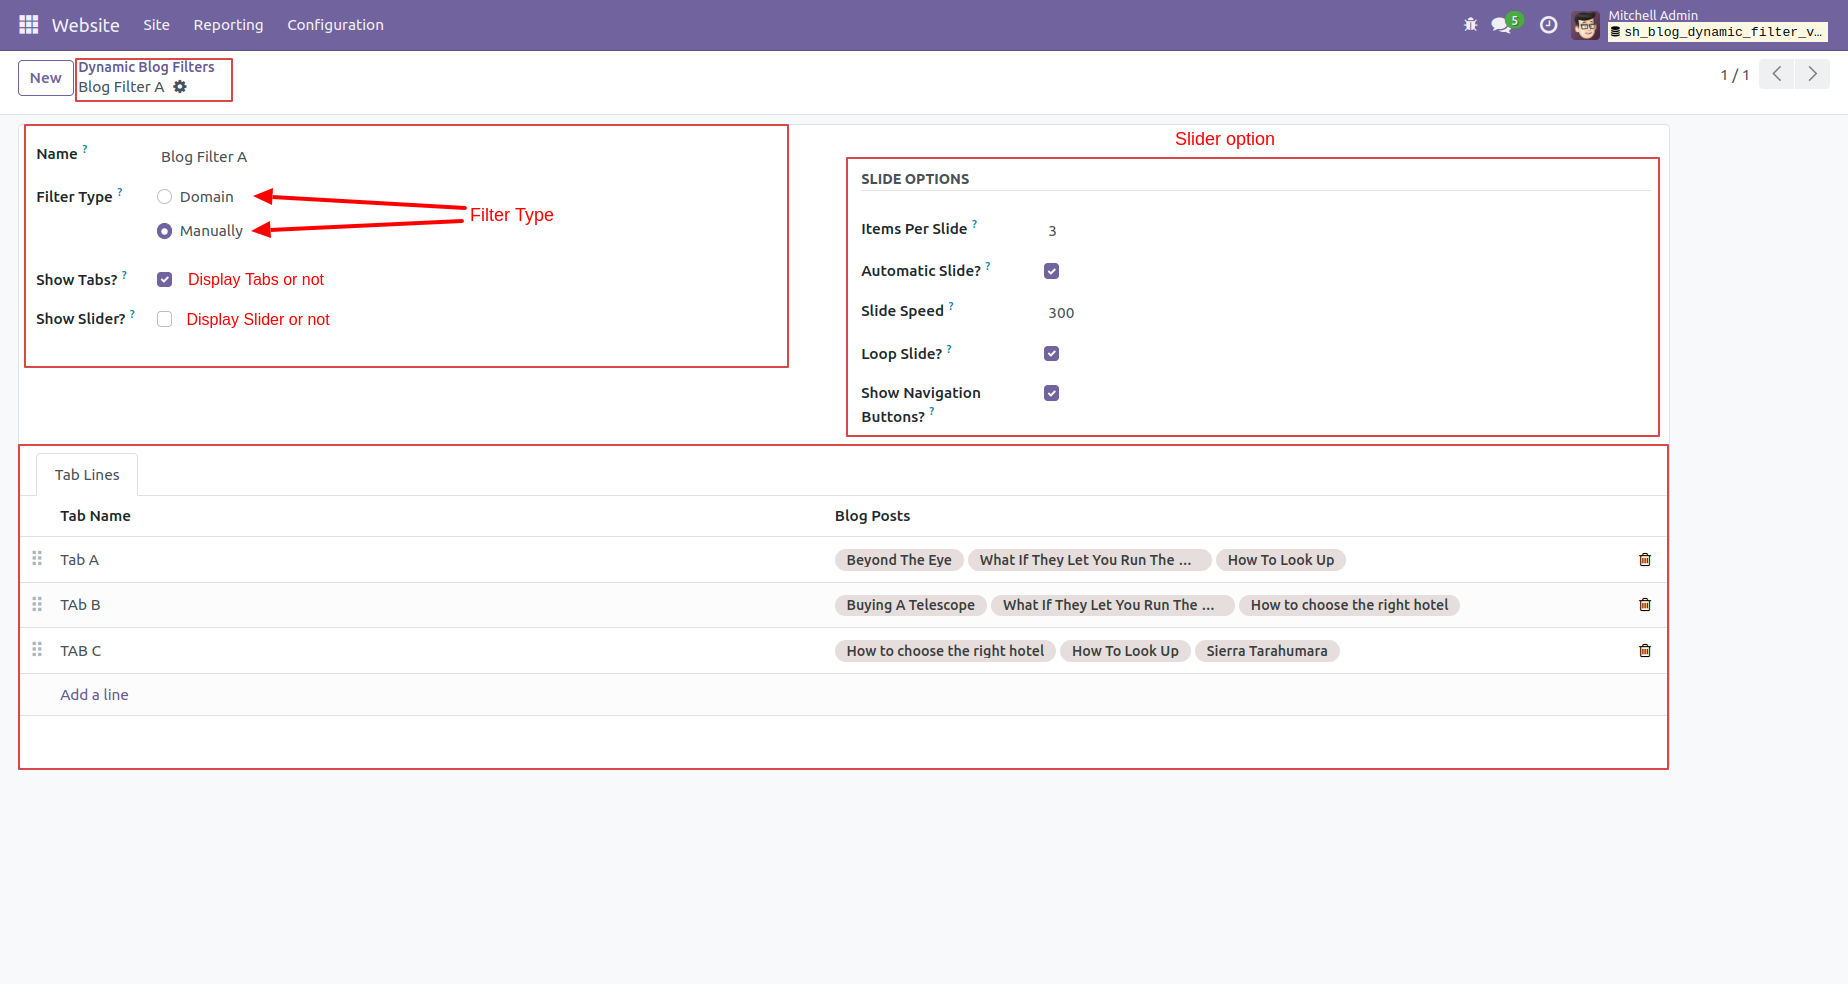 Website Site Reporting Configuration 5 Mitchell Admin
sh_blog_dynamic_filter_v...
New Dynamic Blog Filters
Blog Filter A
1 / 1
Slider option
Name ? Blog Filter A
Filter Type ? Domain
Manually
Filter Type
Show Tabs? ? Display Tabs or not
Show Slider? ? Display Slider or not
SLIDE OPTIONS
Items Per Slide ? 3
Automatic Slide? ?
Slide Speed ? 300
Loop Slide? ?
Show Navigation
Buttons? ?
Tab Lines
Tab Name Blog Posts
Tab A Beyond The Eye What If They Let You Run The ... How To Look Up
TAb B Buying A Telescope What If They Let You Run The ... How to choose the right hotel
TAB C How to choose the right hotel How To Look Up Sierra Tarahumara
Add a line